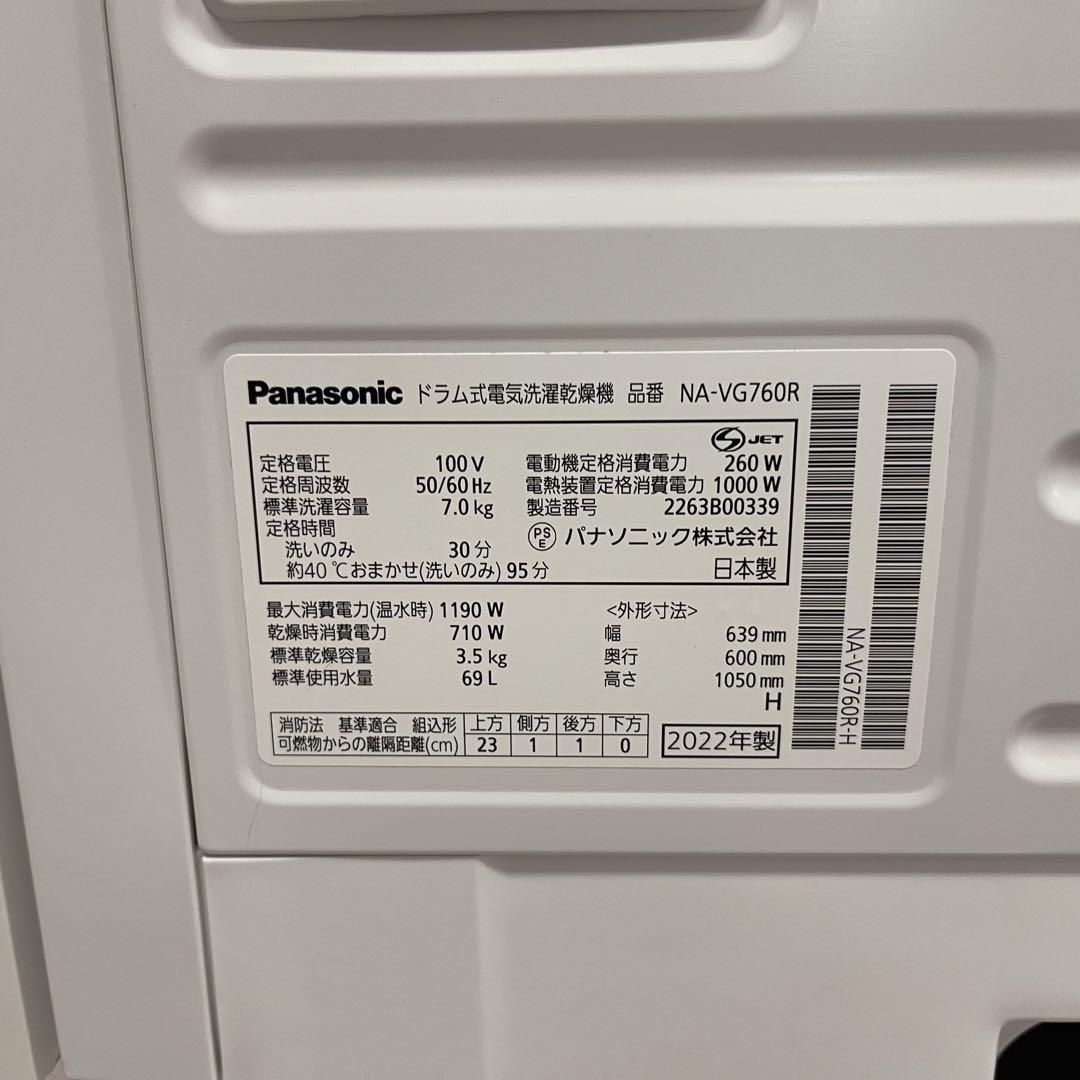 Panasonic ドラム式電気洗濯乾燥機 品番 NA-VG760R
JET
定格電圧 100 V
定格周波数 50/60 Hz
標準洗濯容量 7.0 kg
定格時間
洗いのみ 30 分
約40 ℃おまかせ(洗いのみ) 95 分
電動機定格消費電力 260 W
電熱装置定格消費電力 1000 W
製造番号 2263B00339
PSE パナソニック株式会社
日本製
最大消費電力(温水時) 1190 W
乾燥時消費電力 710 W
標準乾燥容量 3.5 kg
標準使用水量 69 L
<外形寸法>
幅 639 mm
奥行 600 mm
高さ 1050 mm
H
消防法 基準適合 組込形 上方 側方 後方 下方
可燃物からの離隔距離(cm) 23 1 1 0
2022年製
NA-VG760R-H